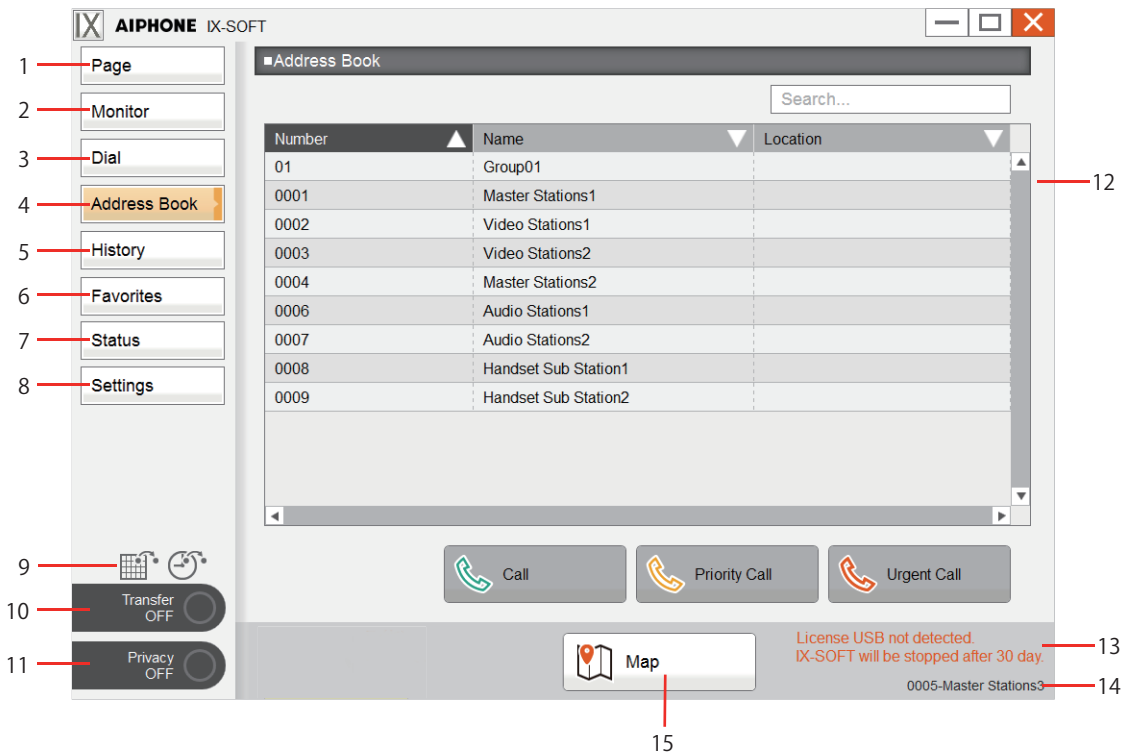 IX AIPHONE IX-SOFT
1 Page
2 Monitor
3 Dial
4 Address Book
5 History
6 Favorites
7 Status
8 Settings
9
10 Transfer
OFF
11 Privacy
OFF
■Address Book
Search...
Number Name Location
01 Group01
0001 Master Stations1
0002 Video Stations1
0003 Video Stations2
0004 Master Stations2
0006 Audio Stations1
0007 Audio Stations2
0008 Handset Sub Station1
0009 Handset Sub Station2
12
Call Priority Call Urgent Call
Map
License USB not detected.
IX-SOFT will be stopped after 30 day.
13
0005-Master Stations3
14
15